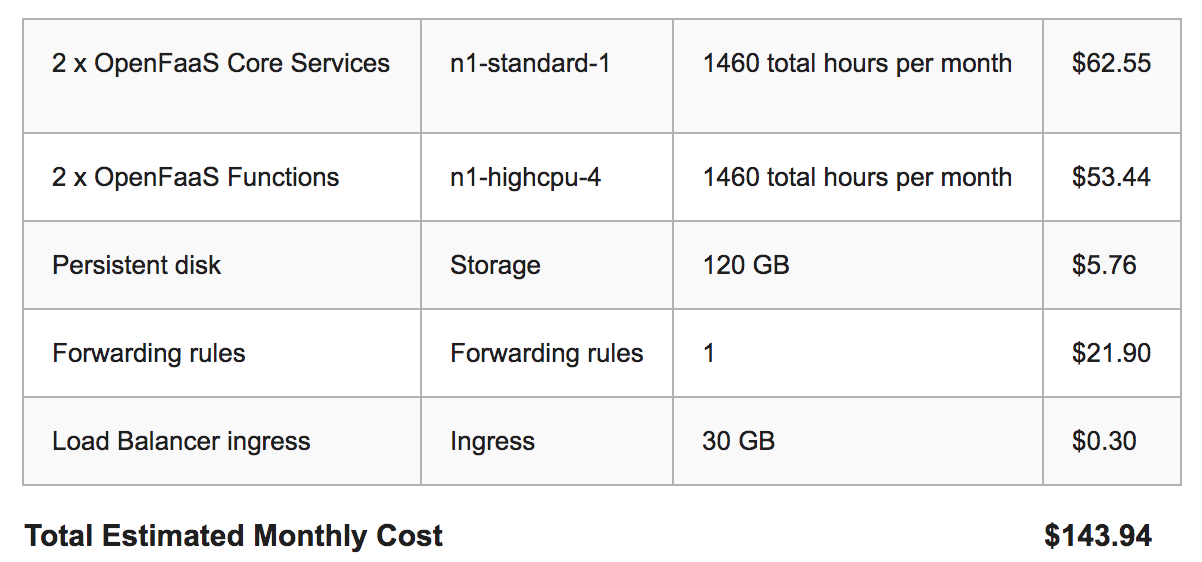 2 x OpenFaaS Core Services n1-standard-1 1460 total hours per month $62.55
2 x OpenFaaS Functions n1-highcpu-4 1460 total hours per month $53.44
Persistent disk Storage 120 GB $5.76
Forwarding rules Forwarding rules 1 $21.90
Load Balancer ingress Ingress 30 GB $0.30
Total Estimated Monthly Cost $143.94